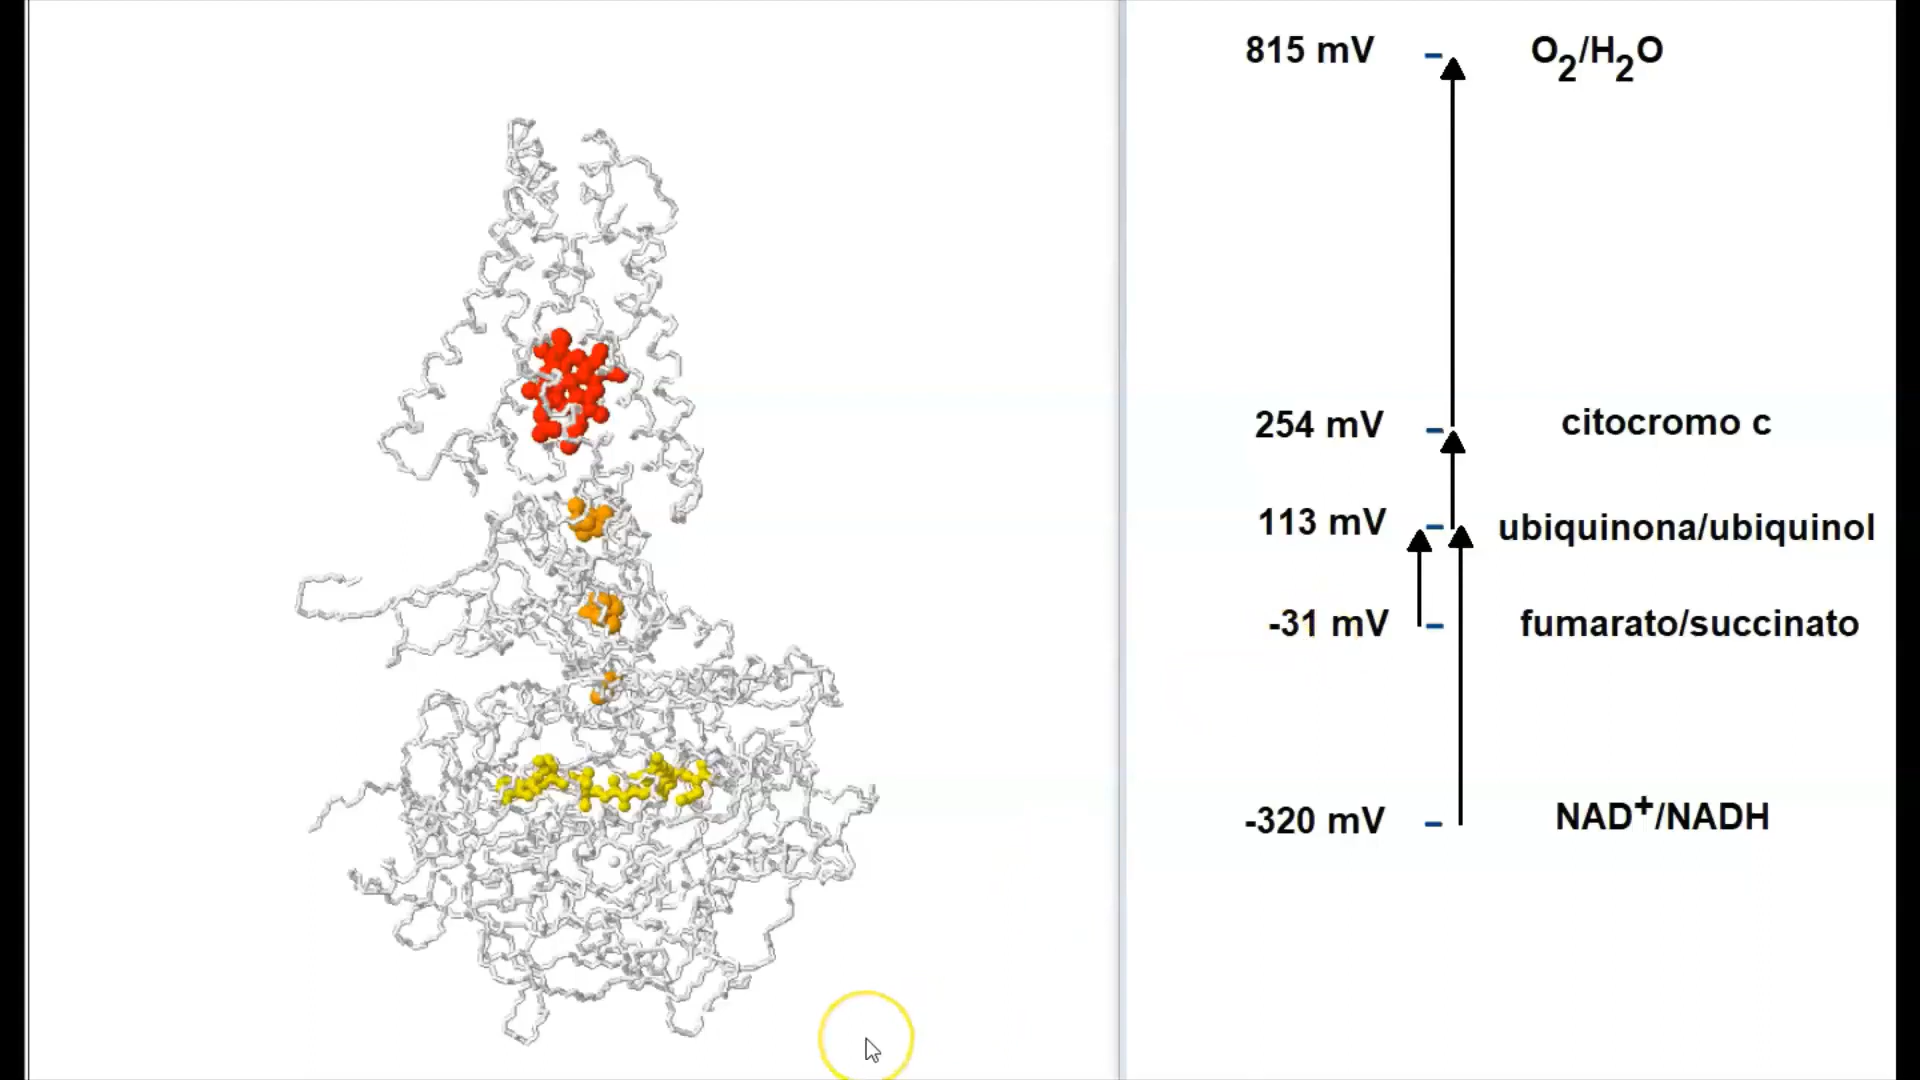 815 mV O₂/H₂O
254 mV citocromo c
113 mV ubiquinona/ubiquinol
-31 mV fumarato/succinato
-320 mV NAD⁺/NADH